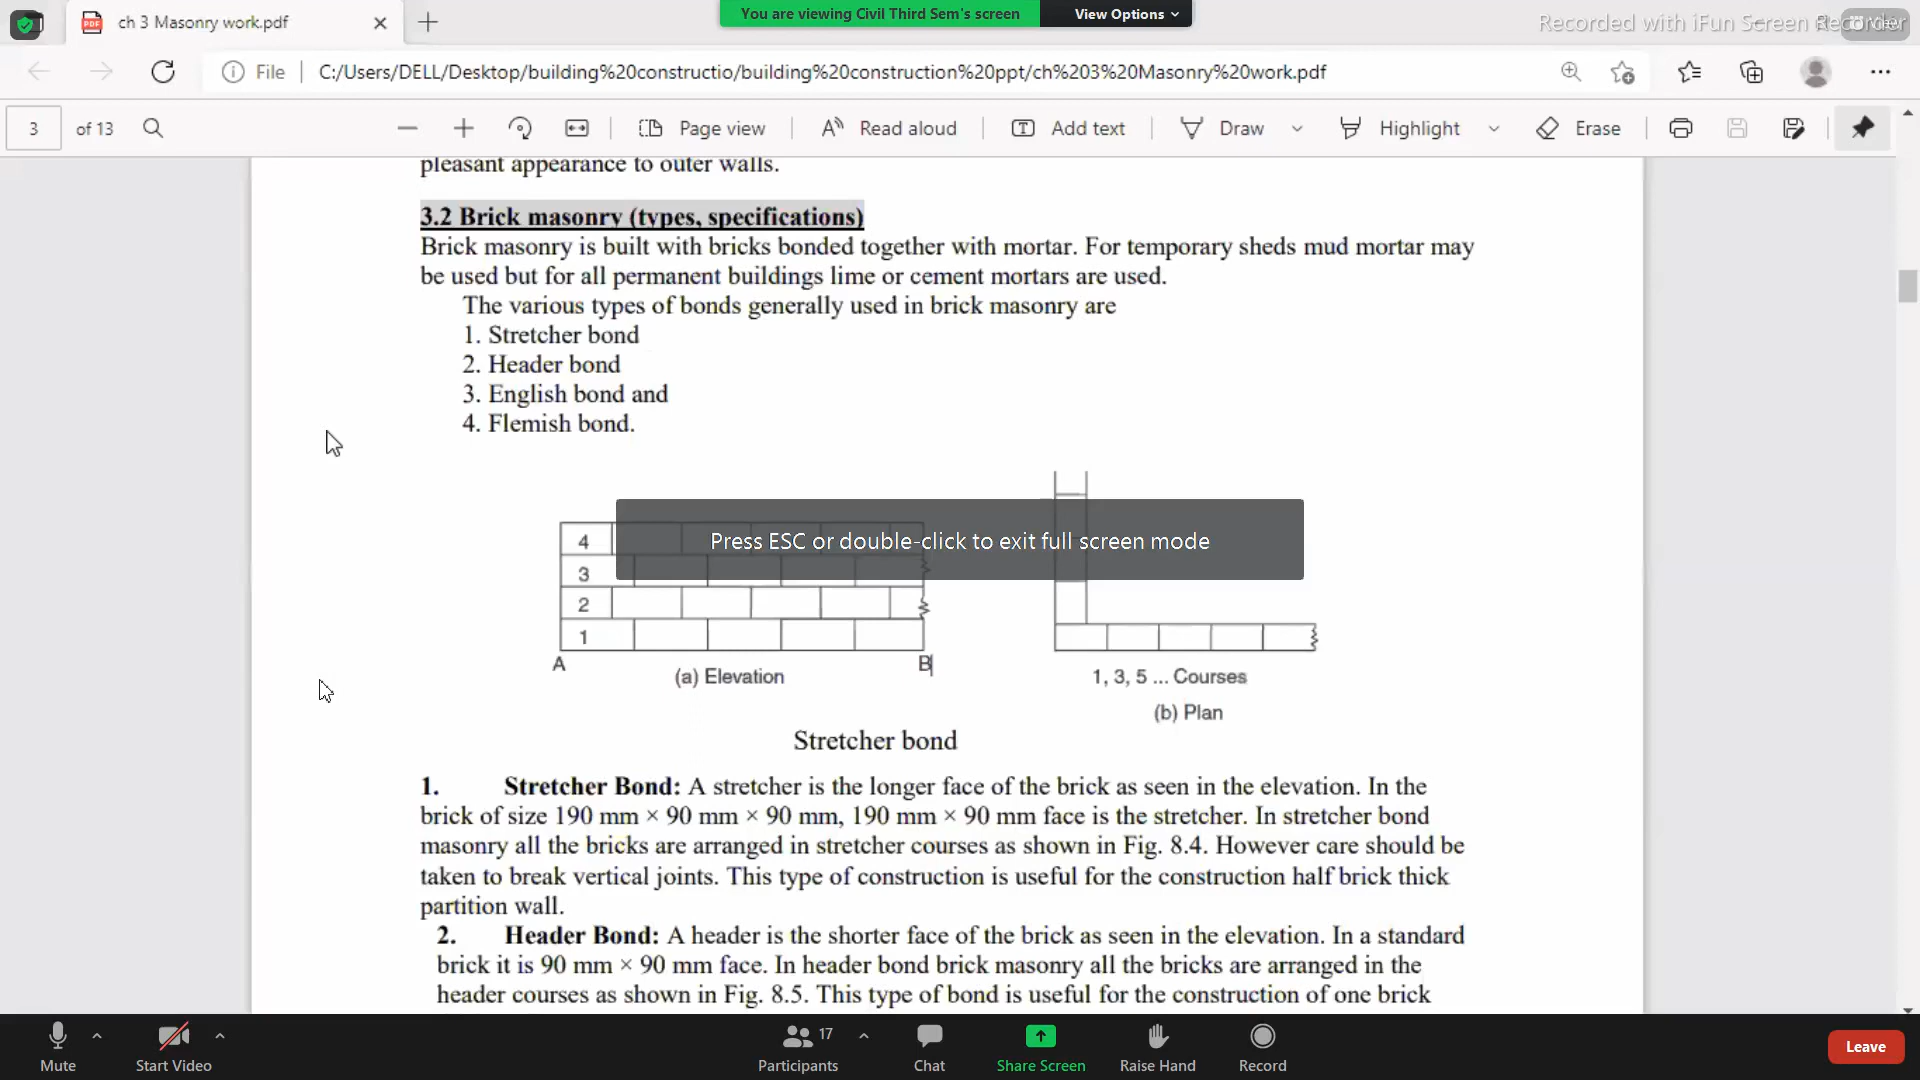 ch 3 Masonry work.pdf
You are viewing Civil Third Sem's screen
View Options
Recorded with iFun Screen Recorder
File
C:/Users/DELL/Desktop/building%20constructio/building%20construction%20ppt/ch%203%20Masonry%20work.pdf
3 of 13
Page view
Read aloud
Add text
Draw
Highlight
Erase
pleasant appearance to outer walls.
3.2 Brick masonry (types, specifications)
Brick masonry is built with bricks bonded together with mortar. For temporary sheds mud mortar may
be used but for all permanent buildings lime or cement mortars are used.
The various types of bonds generally used in brick masonry are
1. Stretcher bond
2. Header bond
3. English bond and
4. Flemish bond.
Press ESC or double-click to exit full screen mode
4
3
2
1
A
B
(a) Elevation
1, 3, 5 ... Courses
(b) Plan
Stretcher bond
1. Stretcher Bond: A stretcher is the longer face of the brick as seen in the elevation. In the
brick of size 190 mm × 90 mm × 90 mm, 190 mm × 90 mm face is the stretcher. In stretcher bond
masonry all the bricks are arranged in stretcher courses as shown in Fig. 8.4. However care should be
taken to break vertical joints. This type of construction is useful for the construction half brick thick
partition wall.
2. Header Bond: A header is the shorter face of the brick as seen in the elevation. In a standard
brick it is 90 mm × 90 mm face. In header bond brick masonry all the bricks are arranged in the
header courses as shown in Fig. 8.5. This type of bond is useful for the construction of one brick
Mute
Start Video
17
Participants
Chat
Share Screen
Raise Hand
Record
Leave